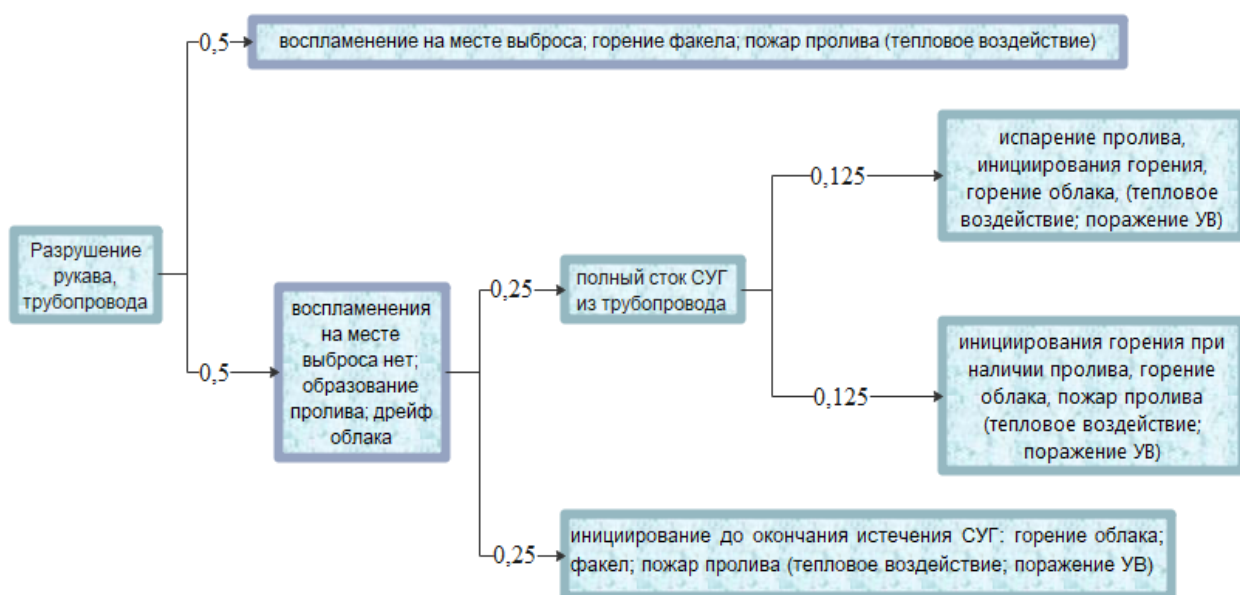 0,5
воспламенение на месте выброса; горение факела; пожар пролива (тепловое воздействие)
Разрушение
рукава,
трубопровода
0,5
воспламенения
на месте
выброса нет;
образование
пролива; дрейф
облака
0,25
полный сток СУГ
из трубопровода
0,125
испарение пролива,
инициирования горения,
горение облака, (тепловое
воздействие; поражение УВ)
0,125
инициирования горения при
наличии пролива, горение
облака, пожар пролива
(тепловое воздействие;
поражение УВ)
0,25
инициирование до окончания истечения СУГ: горение облака;
факел; пожар пролива (тепловое воздействие; поражение УВ)